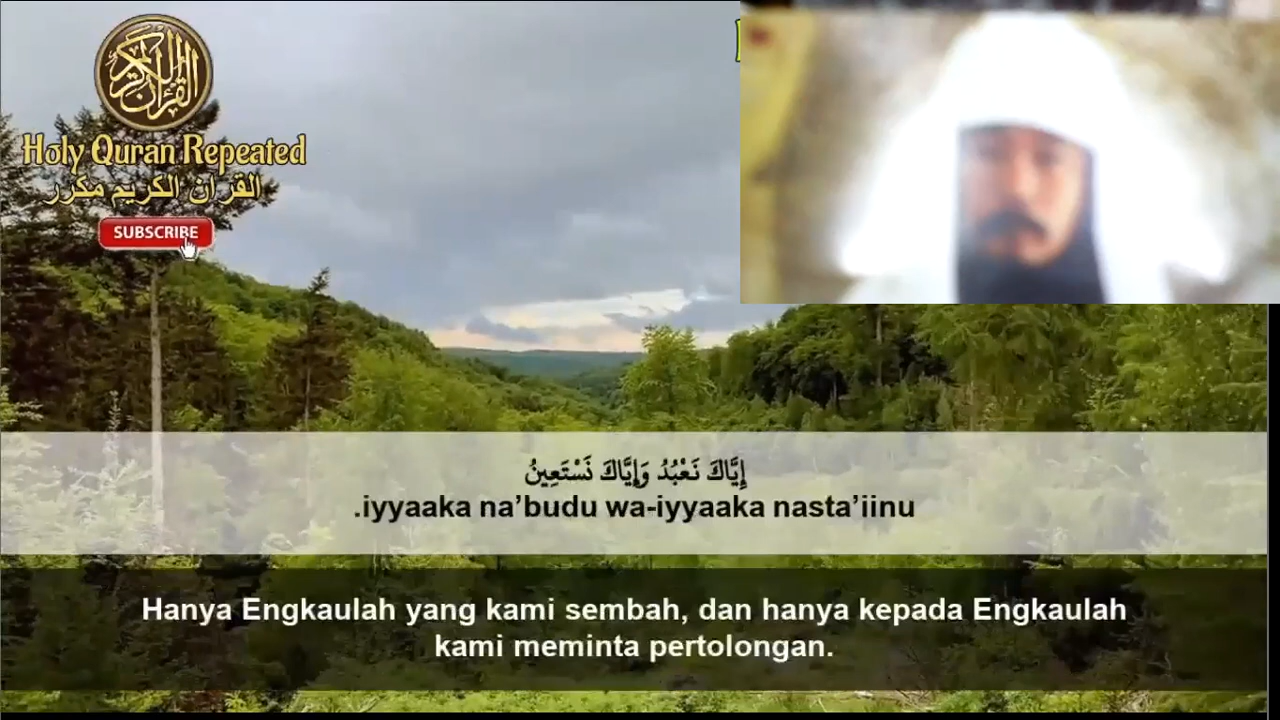 Holy Quran Repeated
القرآن الكريم مكرر
SUBSCRIBE
إِيَّاكَ نَعْبُدُ وَإِيَّاكَ نَسْتَعِينُ
.iyyaaka na’budu wa-iyyaaka nasta’iinu
Hanya Engkaulah yang kami sembah, dan hanya kepada Engkaulah
kami meminta pertolongan.